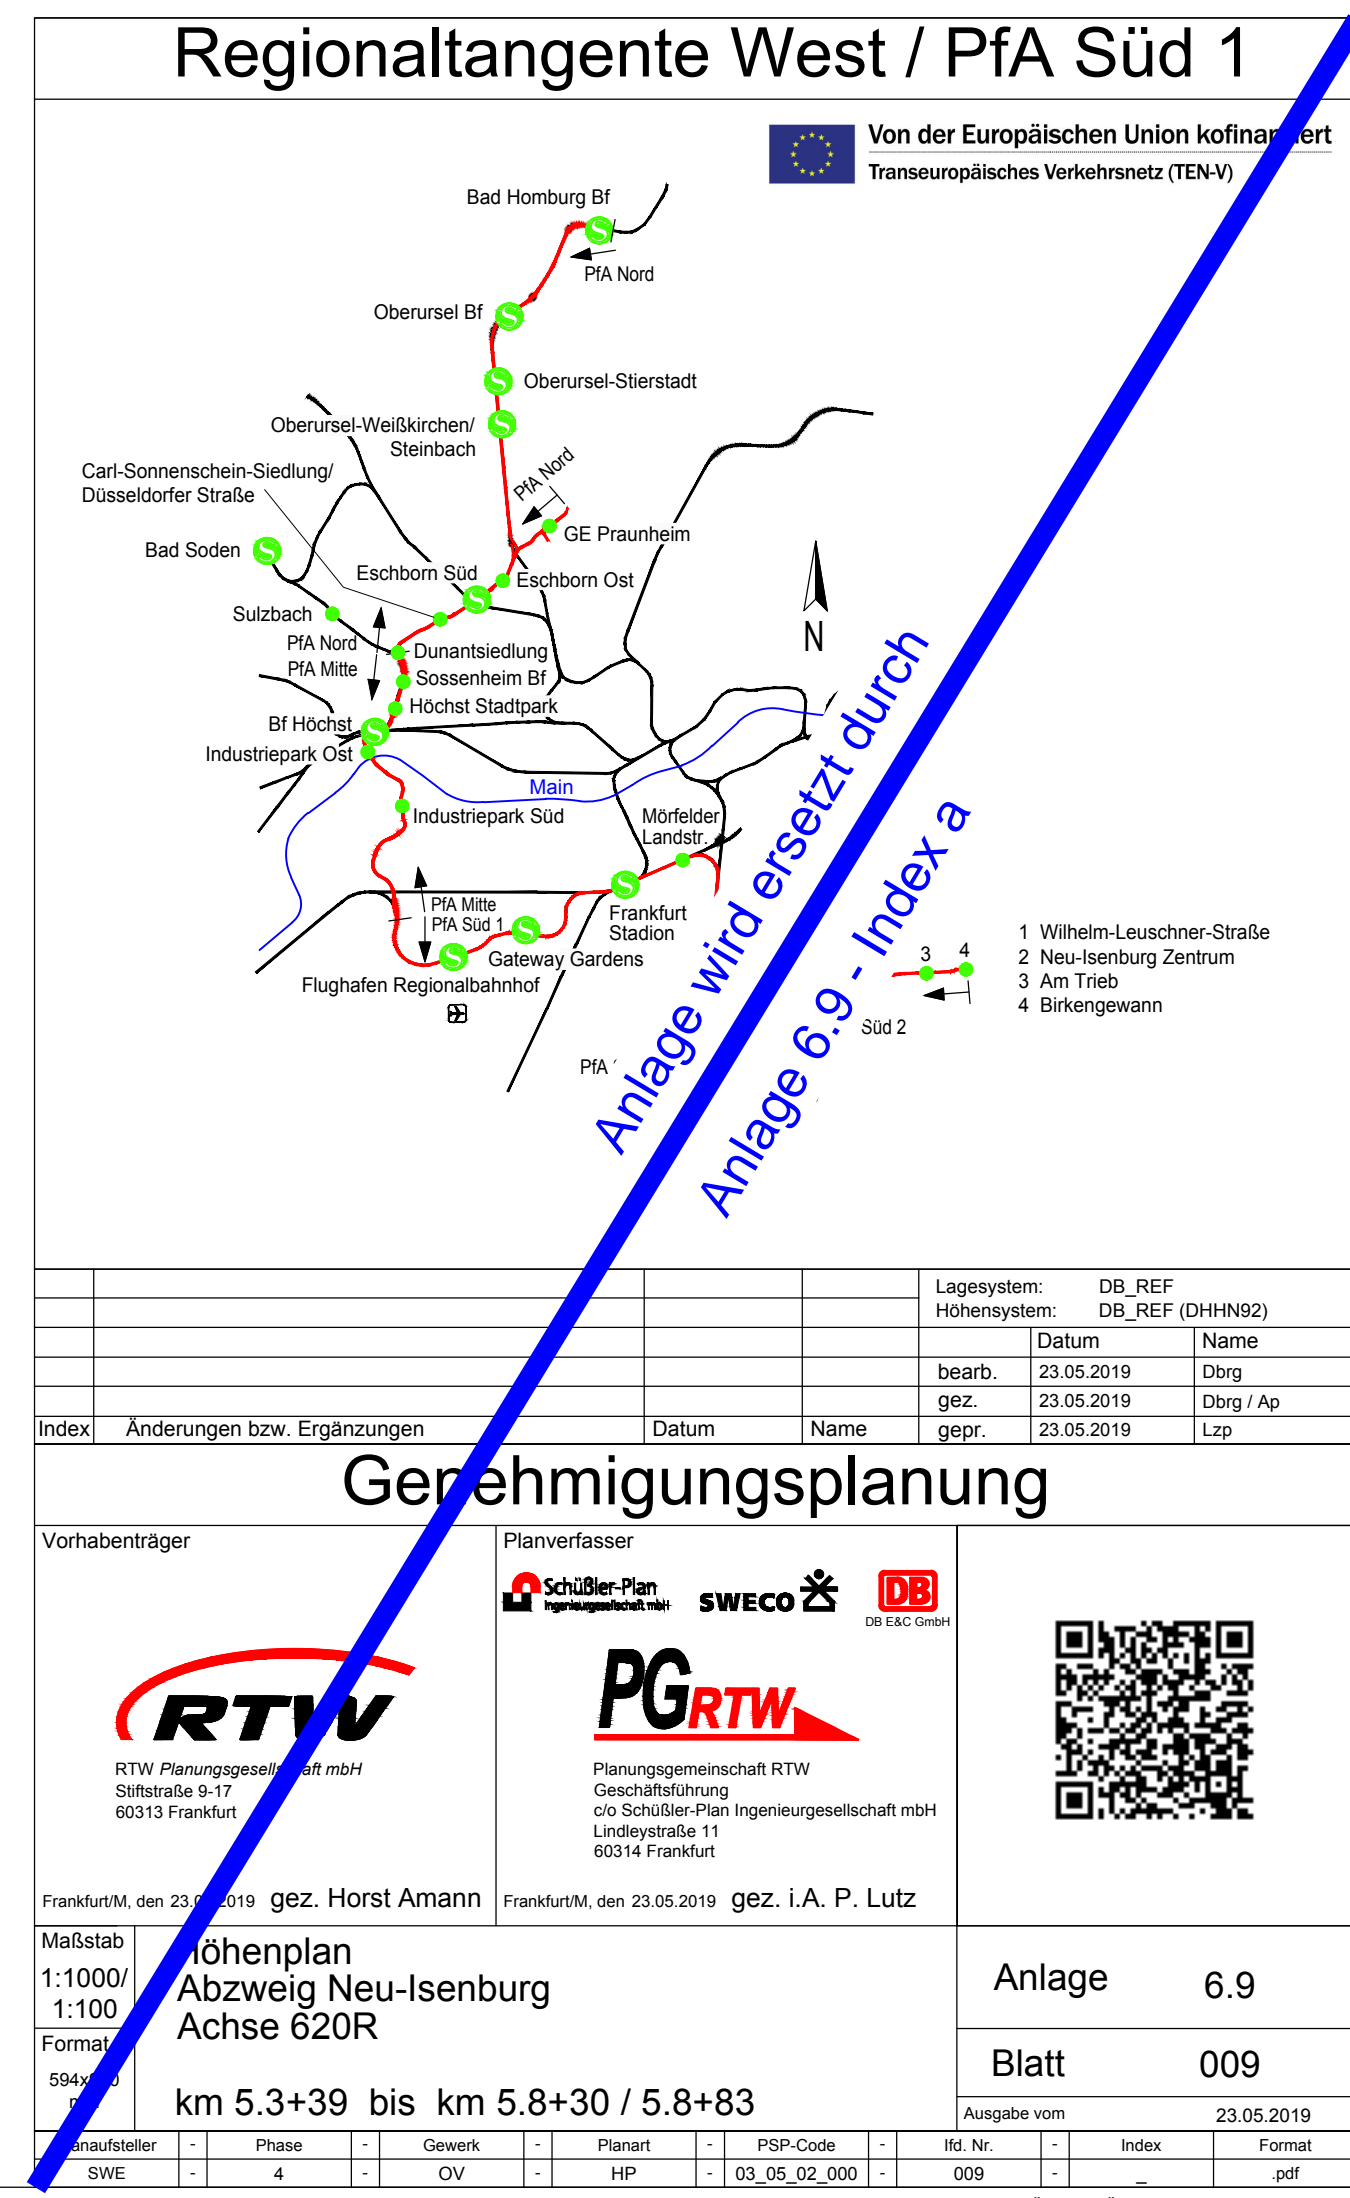 Regionaltangente West / PfA Süd 1
Von der Europäischen Union
Transeuropäisches Verkehrsnetz (TEN-V)
Bad Homburg Bf
PfA Nord
Oberursel Bf
Oberursel-Stierstadt
Oberursel-Weißkirchen/
Steinbach
Carl-Sonnenschein-Siedlung/
Düsseldorfer Straße
PfA Nord
GE Praunheim
Bad Soden
Eschborn Süd
Eschborn Ost
Sulzbach
PfA Nord
PfA Mitte
Dunantsiedlung
Sossenheim Bf
Höchst Stadtpark
Bf Höchst
Industriepark Ost
N
Main
Industriepark Süd
Mörfelder
Landstr.
PfA Mitte
PfA Süd 1
Frankfurt
Stadion
Gateway Gardens
Flughafen Regionalbahnhof
3 4
Süd 2
PfA
1 Wilhelm-Leuschner-Straße
2 Neu-Isenburg Zentrum
3 Am Trieb
4 Birkengewann
Anlage wird ersetzt durch
Anlage 6.9 - Index a
Lagesystem: DB_REF
Höhensystem: DB_REF (DHHN92)
Datum Name
bearb. 23.05.2019 Dbrg
gez. 23.05.2019 Dbrg / Ap
Index Änderungen bzw. Ergänzungen Datum Name gepr. 23.05.2019 Lzp
Genehmigungsplanung
Vorhabenträger
Planverfasser
Schüßler-Plan
Ingenieurgesellschaft mbH
SWECO
DB
DB E&C GmbH
RTW
PG RTW
RTW Planungsgesellschaft mbH
Stiftstraße 9-17
60313 Frankfurt
Planungsgemeinschaft RTW
Geschäftsführung
c/o Schüßler-Plan Ingenieurgesellschaft mbH
Lindleystraße 11
60314 Frankfurt
Frankfurt/M, den 23.05.2019 gez. Horst Amann
Frankfurt/M, den 23.05.2019 gez. i.A. P. Lutz
Maßstab
1:1000/
1:100
Format
Höhenplan
Abzweig Neu-Isenburg
Achse 620R
km 5.3+39 bis km 5.8+30 / 5.8+83
Anlage 6.9
Blatt 009
Ausgabe vom 23.05.2019
Planaufsteller - Phase - Gewerk - Planart - PSP-Code - lfd. Nr. - Index Format
SWE - 4 - OV - HP - 03_05_02_000 - 009 - _ .pdf